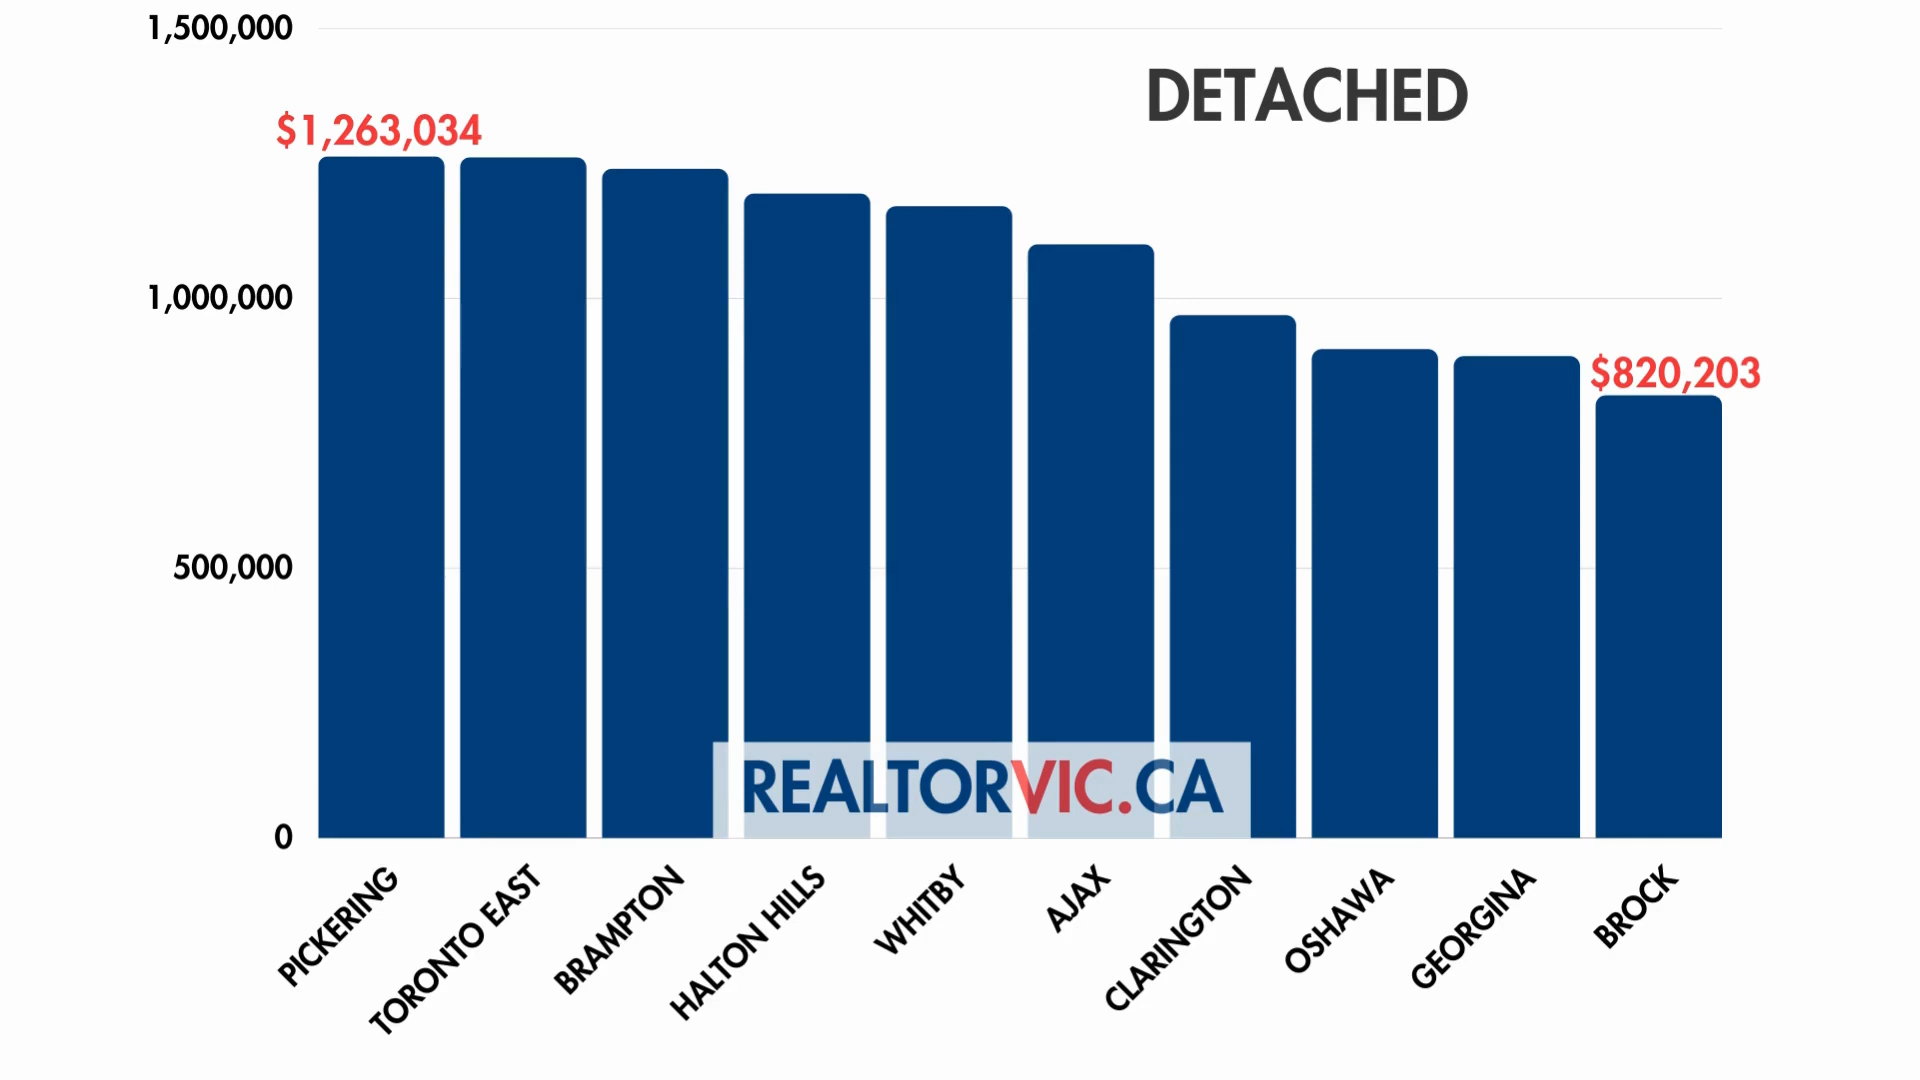 1,500,000
DETACHED
$1,263,034
1,000,000
$820,203
500,000
REALTORVIC.CA
0
PICKERING
TORONTO EAST
BRAMPTON
HALTON HILLS
WHITBY
AJAX
CLARINGTON
OSHAWA
GEORGINA
BROCK